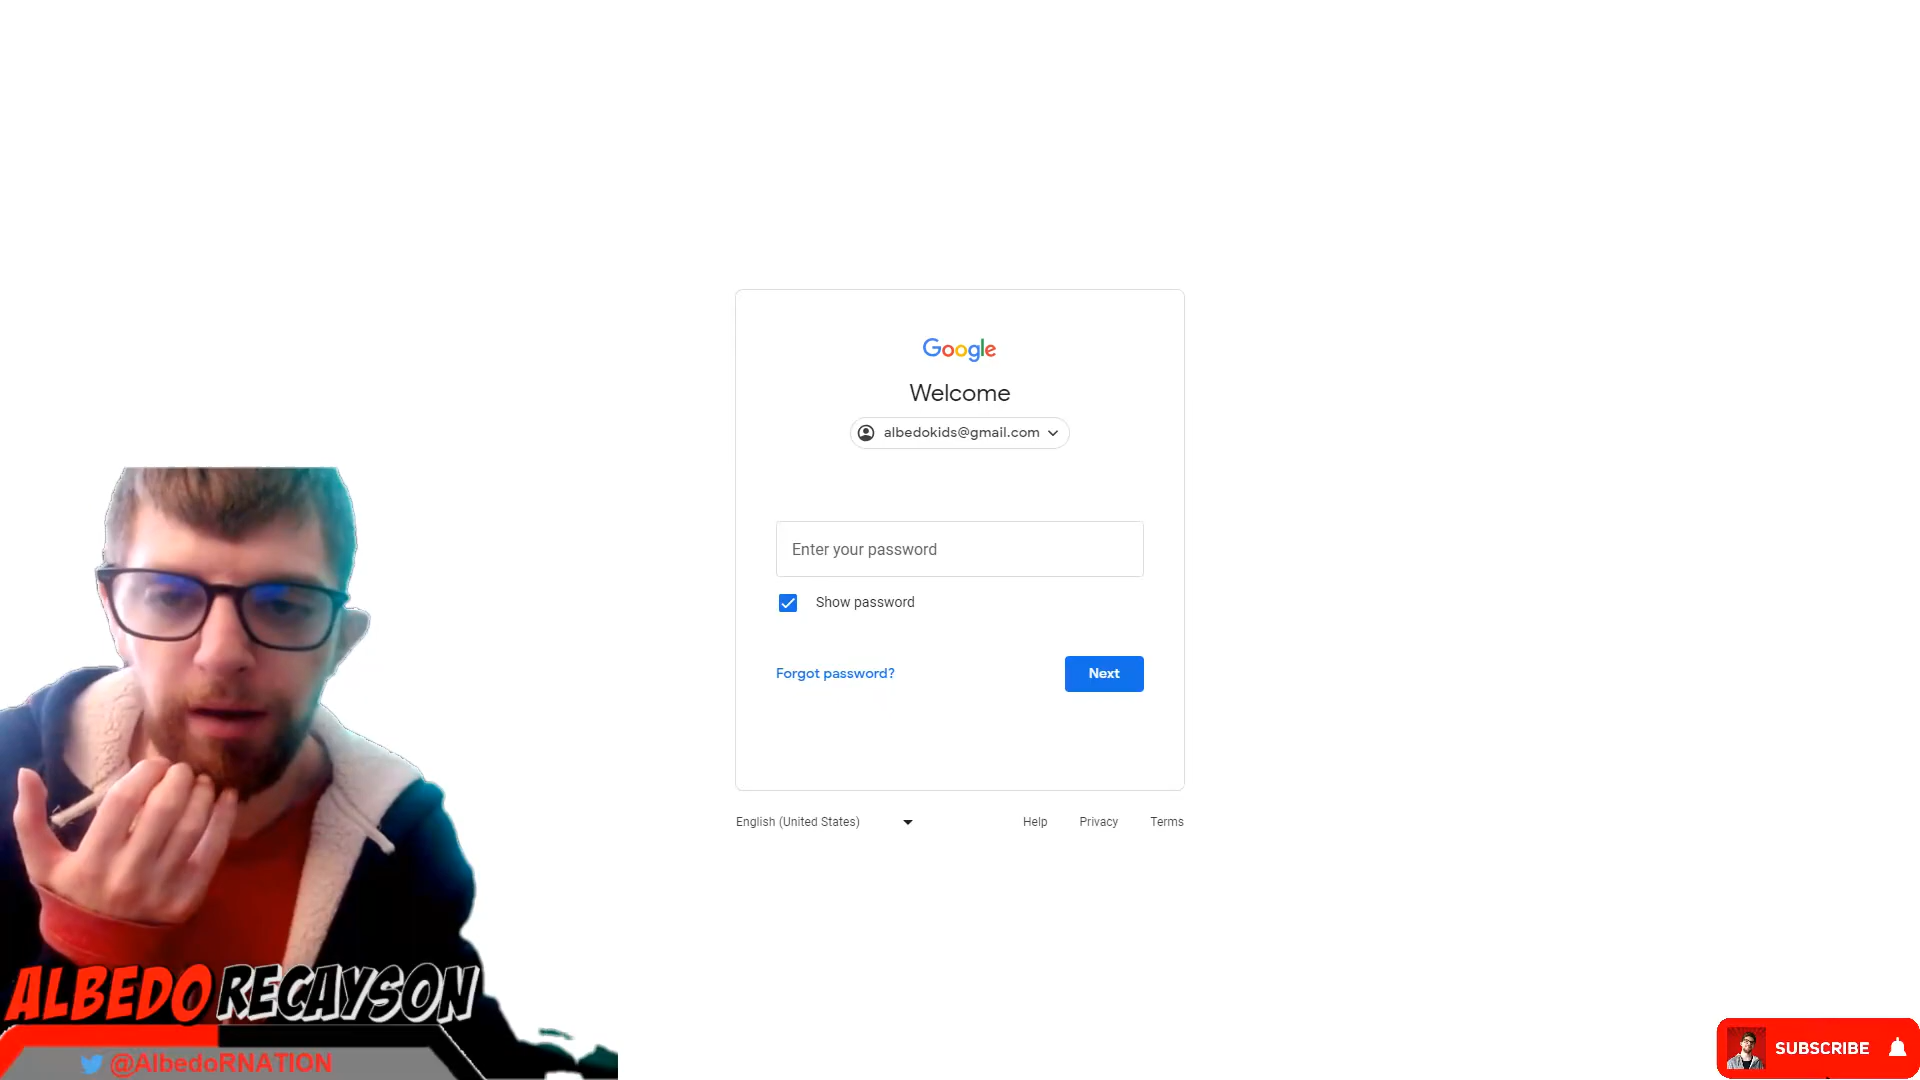 Google
Welcome
albedokids@gmail.com
Enter your password
Show password
Forgot password?
Next
English (United States)
Help
Privacy
Terms
ALBEDO RECAYSON
@AlbedoRNATION
SUBSCRIBE